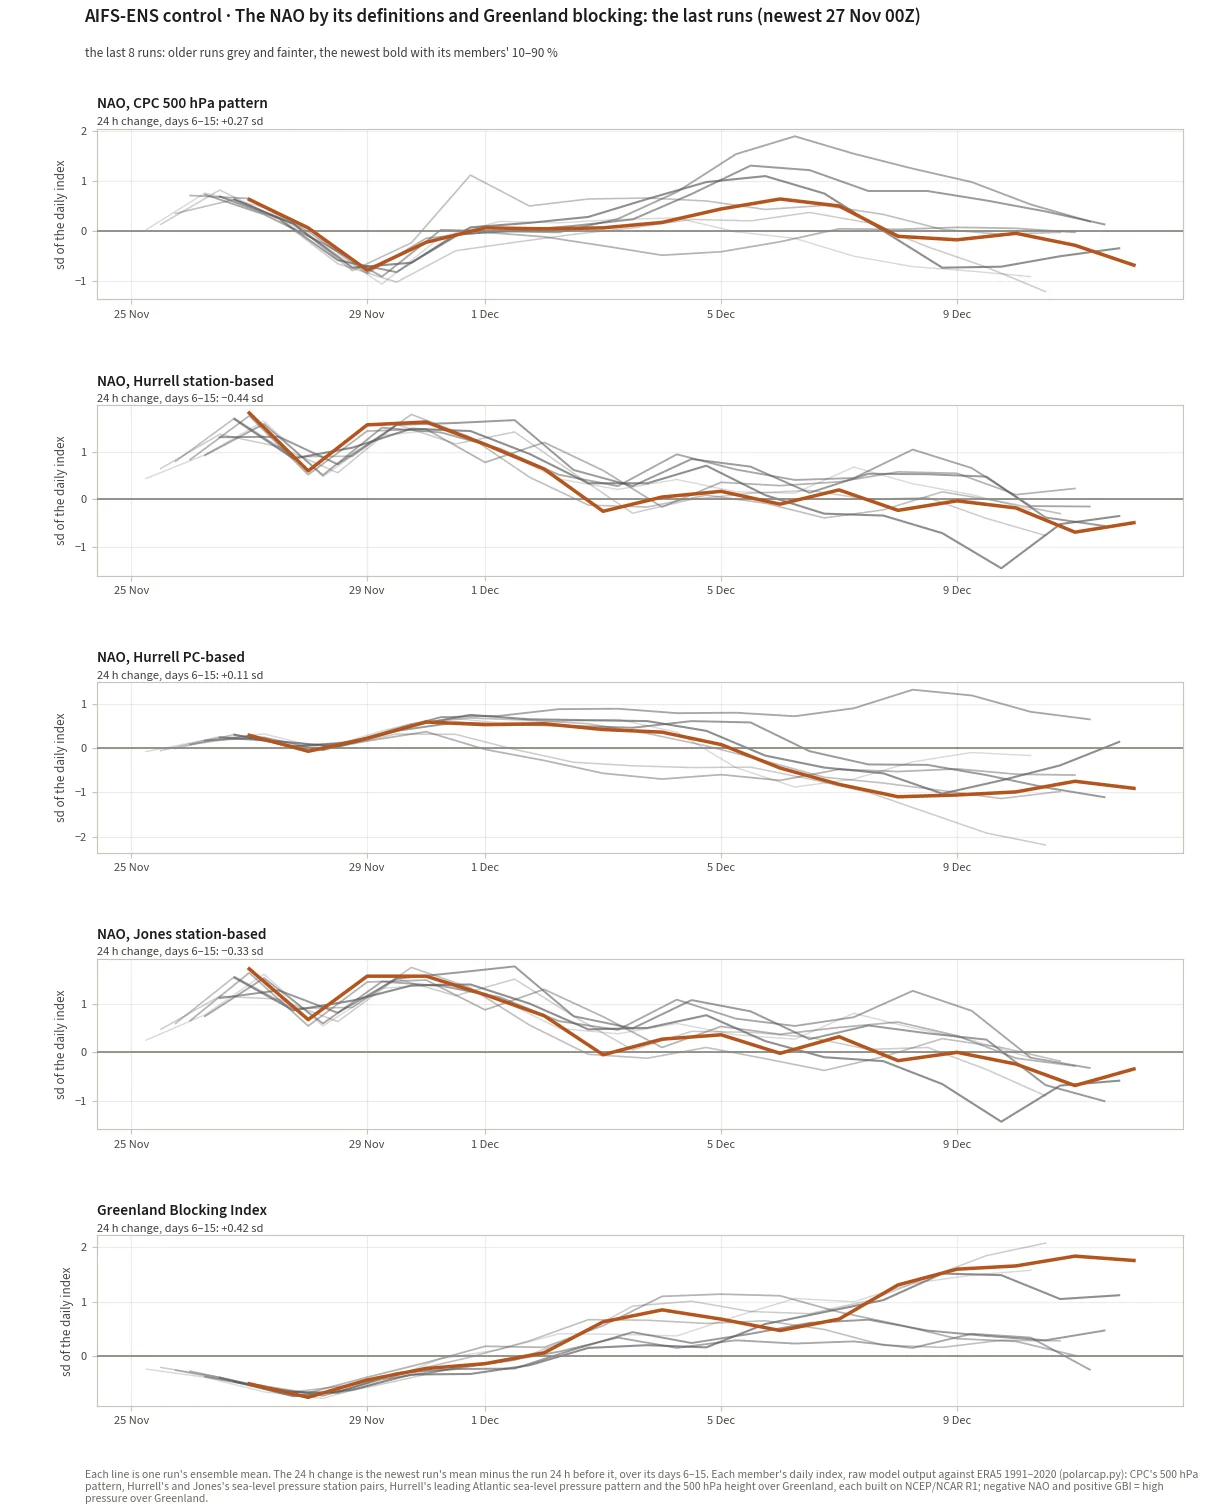 AIFS-ENS control · The NAO by its definitions and Greenland blocking: the last runs (newest 27 Nov 00Z)
the last 8 runs: older runs grey and fainter, the newest bold with its members' 10–90 %
NAO, CPC 500 hPa pattern
24 h change, days 6–15: +0.27 sd
sd of the daily index
2
1
0
−1
25 Nov
29 Nov
1 Dec
5 Dec
9 Dec
NAO, Hurrell station-based
24 h change, days 6–15: −0.44 sd
sd of the daily index
1
0
−1
25 Nov
29 Nov
1 Dec
5 Dec
9 Dec
NAO, Hurrell PC-based
24 h change, days 6–15: +0.11 sd
sd of the daily index
1
0
−1
−2
25 Nov
29 Nov
1 Dec
5 Dec
9 Dec
NAO, Jones station-based
24 h change, days 6–15: −0.33 sd
sd of the daily index
1
0
−1
25 Nov
29 Nov
1 Dec
5 Dec
9 Dec
Greenland Blocking Index
24 h change, days 6–15: +0.42 sd
sd of the daily index
2
1
0
25 Nov
29 Nov
1 Dec
5 Dec
9 Dec
Each line is one run's ensemble mean. The 24 h change is the newest run's mean minus the run 24 h before it, over its days 6–15. Each member's daily index, raw model output against ERA5 1991–2020 (polarcap.py): CPC's 500 hPa
pattern, Hurrell's and Jones's sea-level pressure station pairs, Hurrell's leading Atlantic sea-level pressure pattern and the 500 hPa height over Greenland, each built on NCEP/NCAR R1; negative NAO and positive GBI = high
pressure over Greenland.